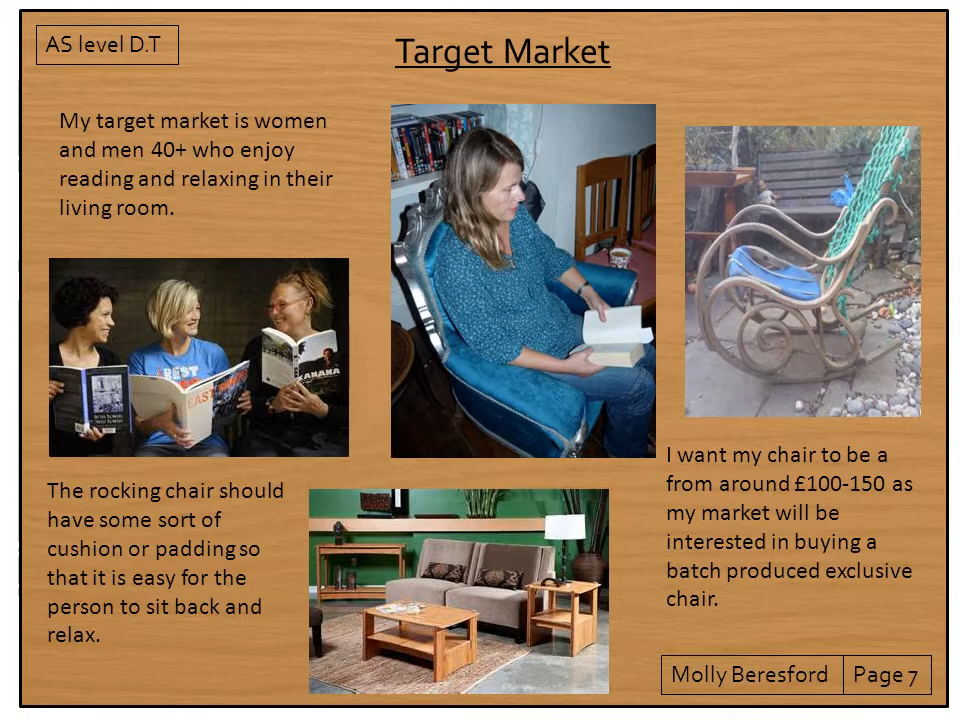 AS level D.T
Target Market
My target market is women
and men 40+ who enjoy
reading and relaxing in their
living room.
REST
EAST
KANAKA
The rocking chair should
have some sort of
cushion or padding so
that it is easy for the
person to sit back and
relax.
I want my chair to be a
from around £100-150 as
my market will be
interested in buying a
batch produced exclusive
chair.
Molly Beresford
Page 7